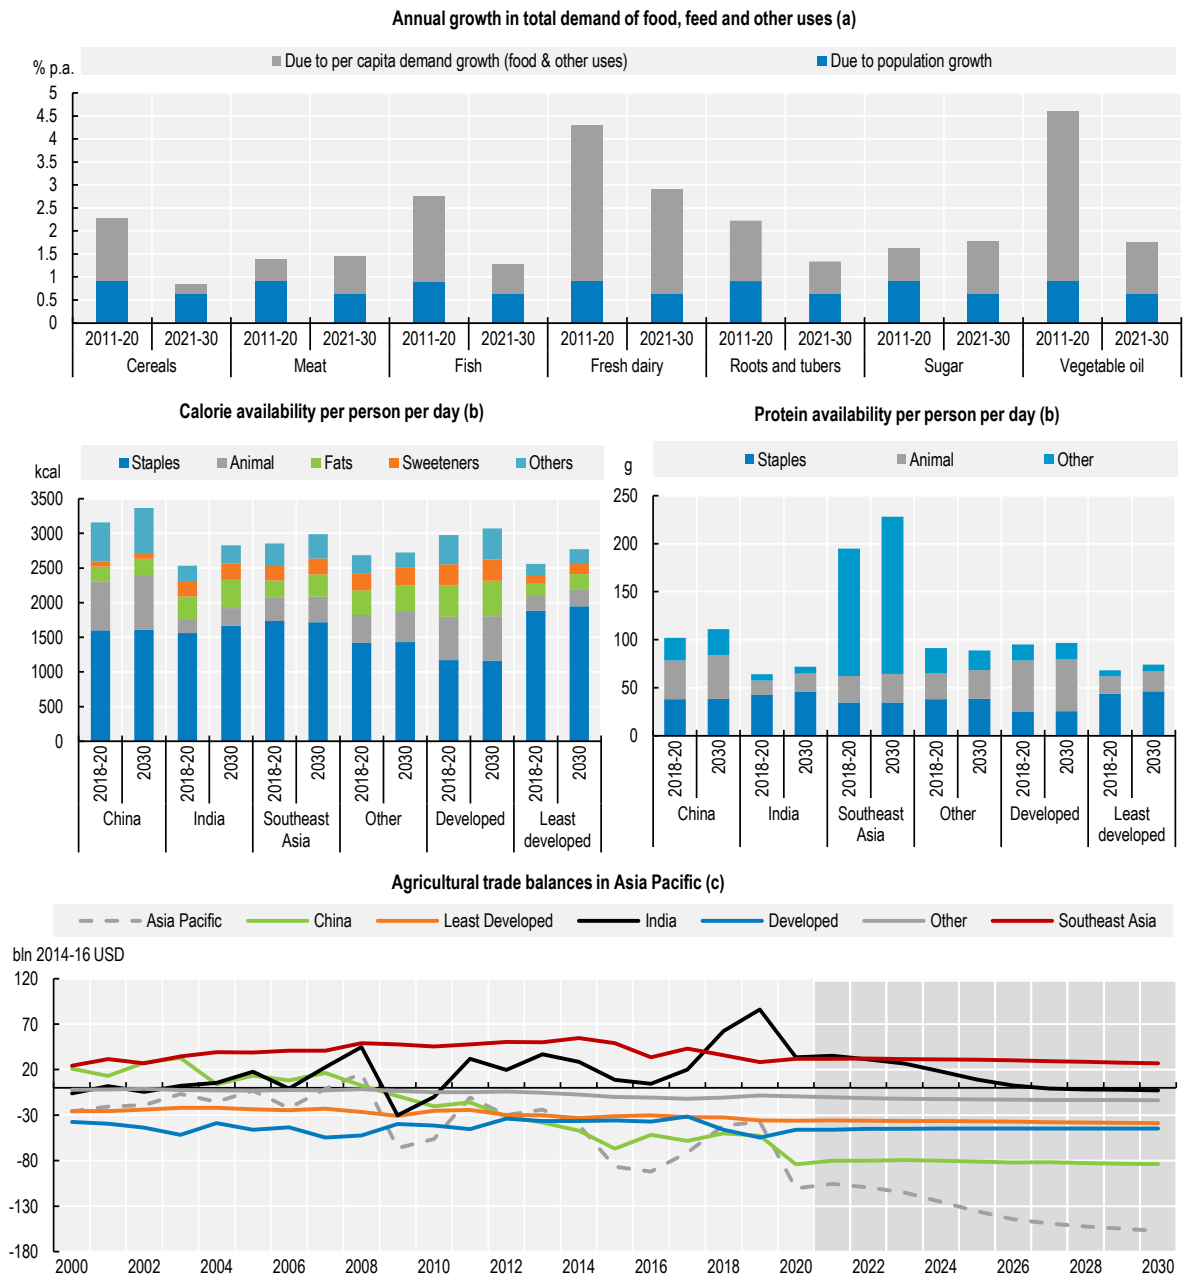 Annual growth in total demand of food, feed and other uses (a)
Due to per capita demand growth (food & other uses) Due to population growth
% p.a.
5
4.5
4
3.5
3
2.5
2
1.5
1
0.5
0
2011-20 2021-30 2011-20 2021-30 2011-20 2021-30 2011-20 2021-30 2011-20 2021-30 2011-20 2021-30 2011-20 2021-30
Cereals Meat Fish Fresh dairy Roots and tubers Sugar Vegetable oil
Calorie availability per person per day (b)
Staples Animal Fats Sweeteners Others
kcal
3500
3000
2500
2000
1500
1000
500
0
2018-20 2030 2018-20 2030 2018-20 2030 2018-20 2030 2018-20 2030 2018-20 2030
China India Southeast Other Developed Least
Asia developed
Protein availability per person per day (b)
Staples Animal Other
g
250
200
150
100
50
0
2018-20 2030 2018-20 2030 2018-20 2030 2018-20 2030 2018-20 2030 2018-20 2030
China India Southeast Other Developed Least
Asia developed
Agricultural trade balances in Asia Pacific (c)
Asia Pacific China Least Developed India Developed Other Southeast Asia
bln 2014-16 USD
120
70
20
-30
-80
-130
-180
2000 2002 2004 2006 2008 2010 2012 2014 2016 2018 2020 2022 2024 2026 2028 2030